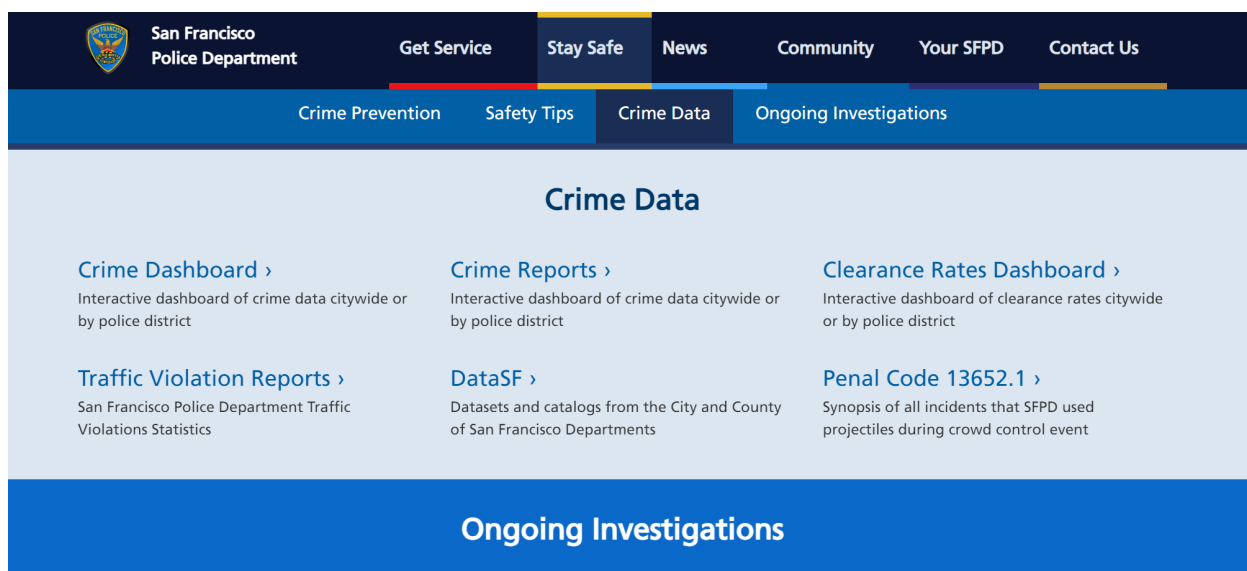 San Francisco
Police Department
Get Service
Stay Safe
News
Community
Your SFPD
Contact Us
Crime Prevention
Safety Tips
Crime Data
Ongoing Investigations
Crime Data
Crime Dashboard ›
Interactive dashboard of crime data citywide or
by police district
Crime Reports ›
Interactive dashboard of crime data citywide or
by police district
Clearance Rates Dashboard ›
Interactive dashboard of clearance rates citywide
or by police district
Traffic Violation Reports ›
San Francisco Police Department Traffic
Violations Statistics
DataSF ›
Datasets and catalogs from the City and County
of San Francisco Departments
Penal Code 13652.1 ›
Synopsis of all incidents that SFPD used
projectiles during crowd control event
Ongoing Investigations